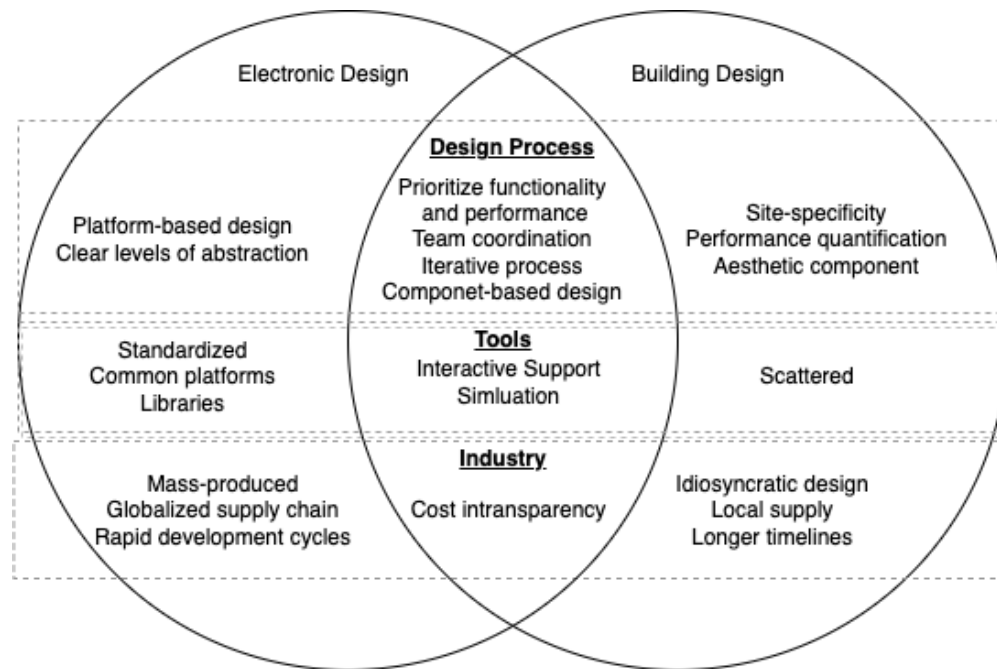 Electronic Design
Building Design
Design Process
Prioritize functionality
and performance
Team coordination
Iterative process
Componet-based design
Platform-based design
Clear levels of abstraction
Site-specificity
Performance quantification
Aesthetic component
Tools
Interactive Support
Simluation
Standardized
Common platforms
Libraries
Scattered
Industry
Cost intransparency
Mass-produced
Globalized supply chain
Rapid development cycles
Idiosyncratic design
Local supply
Longer timelines